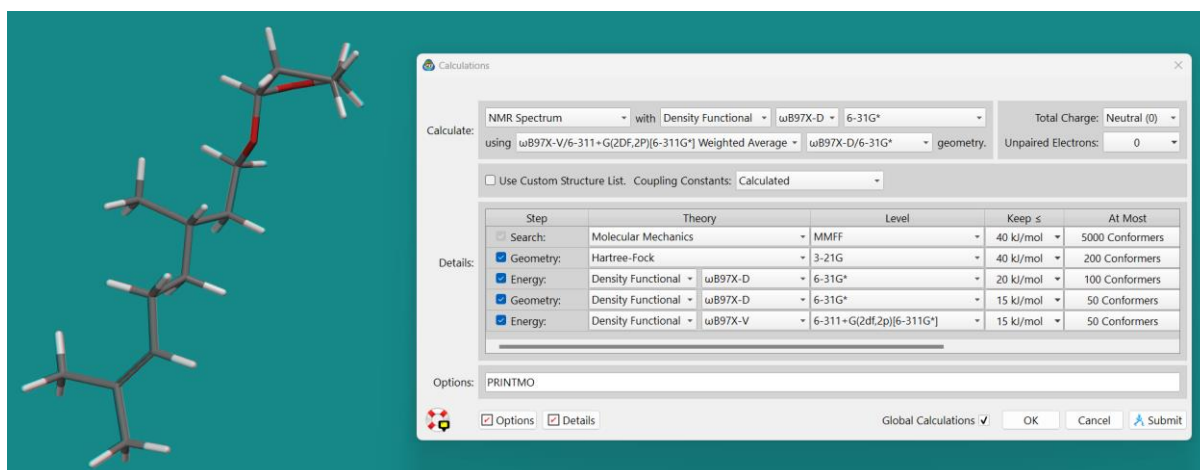 Calculations
Calculate:
NMR Spectrum with Density Functional ωB97X-D 6-31G*
Total Charge: Neutral (0)
using ωB97X-V/6-311+G(2DF,2P)[6-311G*] Weighted Average ωB97X-D/6-31G* geometry.
Unpaired Electrons: 0
Use Custom Structure List. Coupling Constants: Calculated
Details:
Step Theory Level Keep ≤ At Most
Search: Molecular Mechanics MMFF 40 kJ/mol 5000 Conformers
Geometry: Hartree-Fock 3-21G 40 kJ/mol 200 Conformers
Energy: Density Functional ωB97X-D 6-31G* 20 kJ/mol 100 Conformers
Geometry: Density Functional ωB97X-D 6-31G* 15 kJ/mol 50 Conformers
Energy: Density Functional ωB97X-V 6-311+G(2df,2p)[6-311G*] 15 kJ/mol 50 Conformers
Options: PRINTMO
Options Details Global Calculations OK Cancel Submit